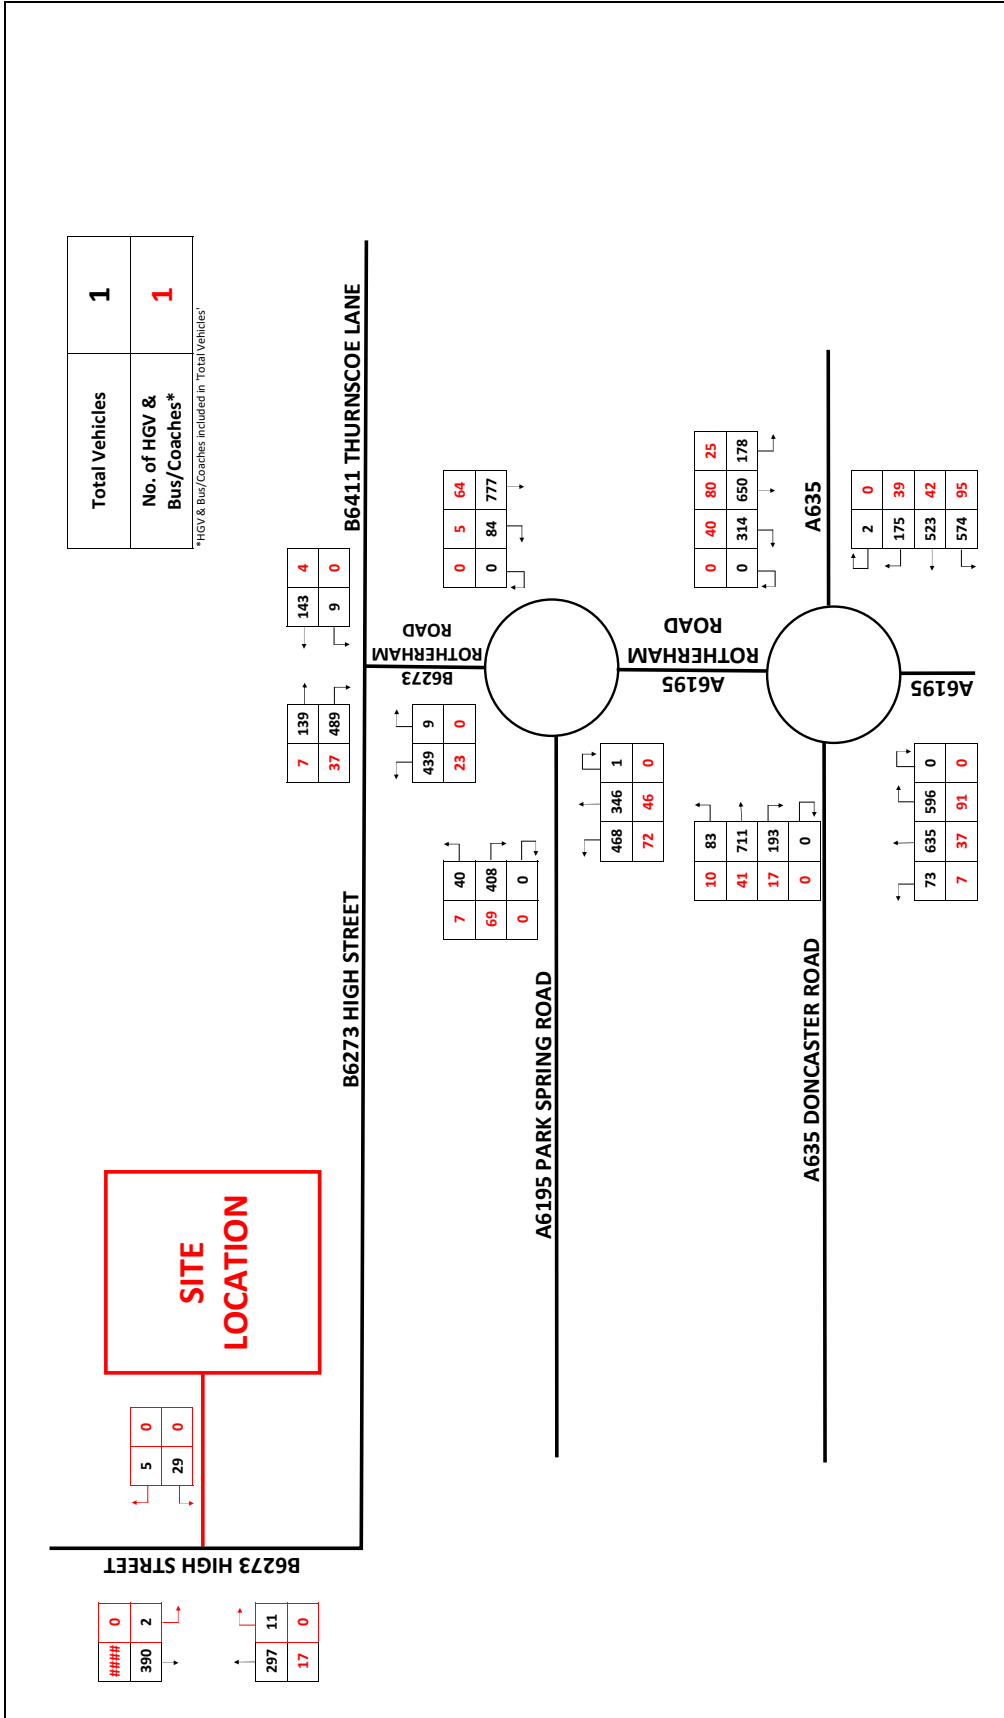 Total Vehicles
1
No. of HGV &
Bus/Coaches*
1
*HGV & Bus/Coaches included in 'Total Vehicles'
SITE
LOCATION
B6273 HIGH STREET
B6273 HIGH STREET
B6411 THURNSCOE LANE
B6273
ROTHERHAM
ROAD
A6195 PARK SPRING ROAD
A6195
ROTHERHAM
ROAD
A635 DONCASTER ROAD
A635
A6195
5 0
29 0
#### 0
390 2
297 11
17 0
7 139
37 489
143 4
9 0
439 9
23 0
0 5 64
0 84 777
7 40
69 408
0 0
468 346 1
72 46 0
0 40 80 25
0 314 650 178
10 83
41 711
17 193
0 0
2 0
175 39
523 42
574 95
73 635 596 0
7 37 91 0